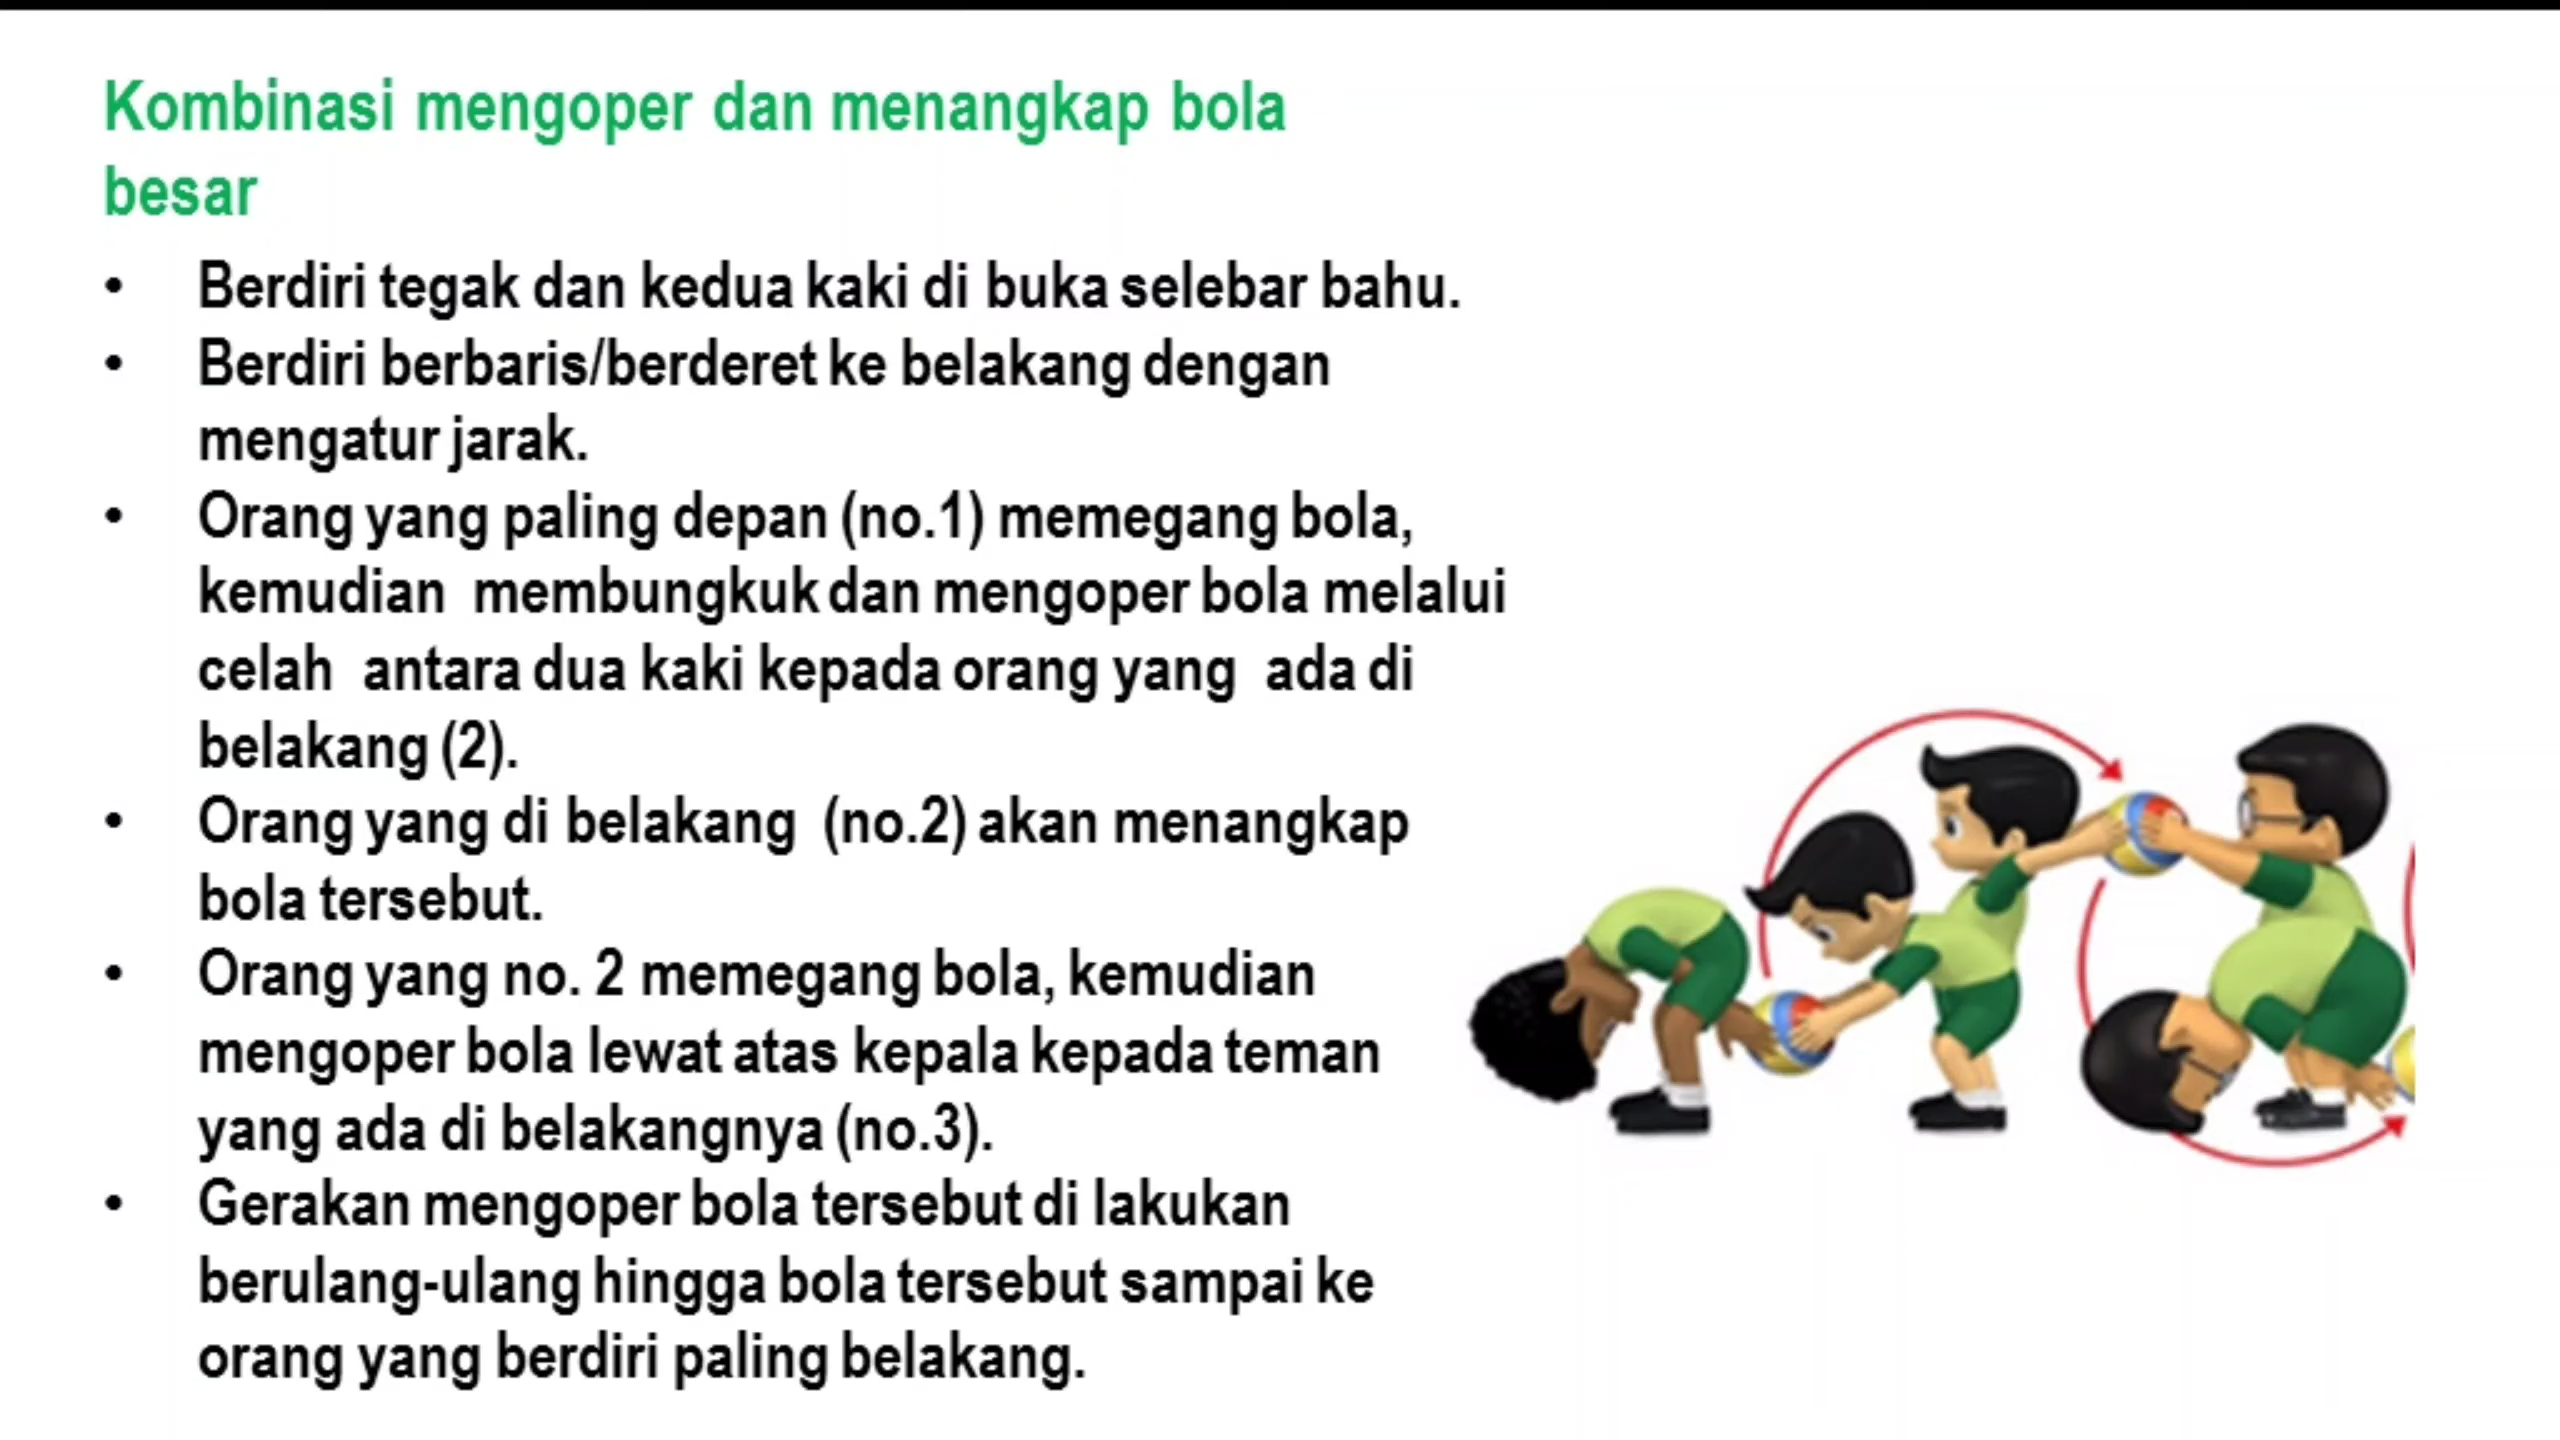 Kombinasi mengoper dan menangkap bola
besar
• Berdiri tegak dan kedua kaki di buka selebar bahu.
• Berdiri berbaris/berderet ke belakang dengan
mengatur jarak.
• Orang yang paling depan (no.1) memegang bola,
kemudian membungkuk dan mengoper bola melalui
celah antara dua kaki kepada orang yang ada di
belakang (2).
• Orang yang di belakang (no.2) akan menangkap
bola tersebut.
• Orang yang no. 2 memegang bola, kemudian
mengoper bola lewat atas kepala kepada teman
yang ada di belakangnya (no.3).
• Gerakan mengoper bola tersebut di lakukan
berulang-ulang hingga bola tersebut sampai ke
orang yang berdiri paling belakang.